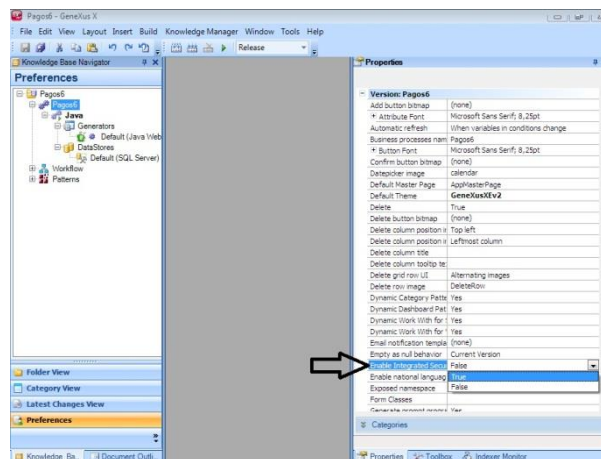 Pagos6 - GeneXus X
File Edit View Layout Insert Build Knowledge Manager Window Tools Help
Release
Knowledge Base Navigator
Preferences
Pagos6
Pagos6
Java
Generators
Default (Java Web
DataStores
Default (SQL Server)
Workflow
Patterns
Folder View
Category View
Latest Changes View
Preferences
Knowledge Ba...
Document Outli...
Properties
Version: Pagos6
Add button bitmap (none)
Attribute Font Microsoft Sans Serif; 8,25pt
Automatic refresh When variables in conditions change
Business processes nam Pagos6
Button Font Microsoft Sans Serif; 8,25pt
Confirm button bitmap (none)
Datepicker image calendar
Default Master Page AppMasterPage
Default Theme GeneXusXEv2
Delete True
Delete button bitmap (none)
Delete column position ir Top left
Delete column position ir Leftmost column
Delete column title
Delete column tooltip te:
Delete grid row UI Alternating images
Delete row image DeleteRow
Dynamic Category Patte Yes
Dynamic Dashboard Pat Yes
Dynamic Work With for Yes
Dynamic Work With for Yes
Email notification templa (none)
Empty as null behavior Current Version
Enable Integrated Secu False
Enable national languag True
Exposed namespace False
Form Classes
Generate prompt progra Yes
Categories
Properties Toolbox Indexer Monitor